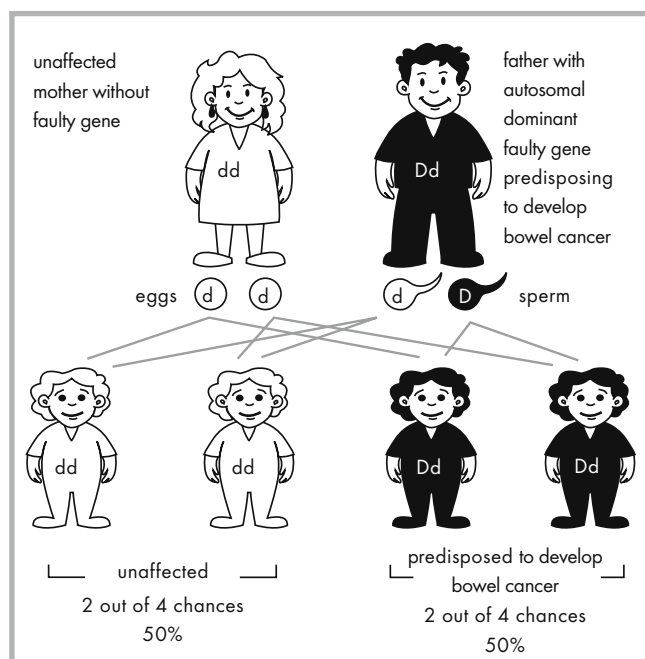 unaffected
mother without
faulty gene
father with
autosomal
dominant
faulty gene
predisposing
to develop
bowel cancer
dd
Dd
eggs
d
d
d
D
sperm
dd
dd
Dd
Dd
unaffected
2 out of 4 chances
50%
predisposed to develop
bowel cancer
2 out of 4 chances
50%